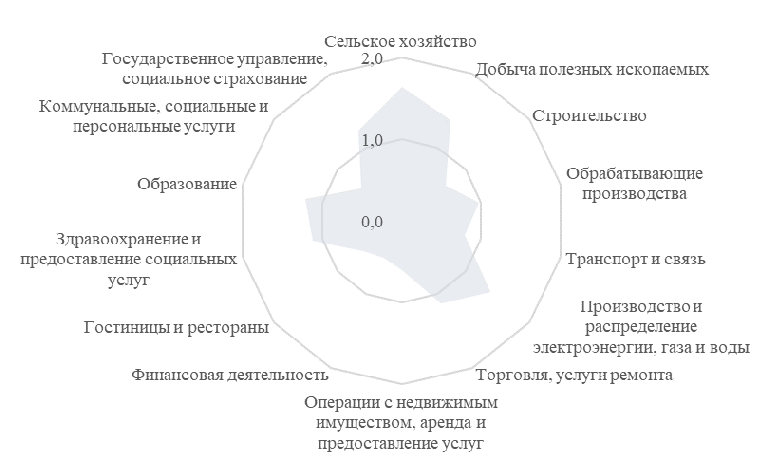 Сельское хозяйство
2,0
Добыча полезных ископаемых
Строительство
Обрабатывающие
производства
Транспорт и связь
Производство и
распределение
электроэнергии, газа и воды
Торговля, услуги ремонта
Операции с недвижимым
имуществом, аренда и
предоставление услуг
Финансовая деятельность
Гостиницы и рестораны
Здравоохранение и
предоставление социальных
услуг
Образование
Коммунальные, социальные и
персональные услуги
Государственное управление,
социальное страхование
1,0
0,0